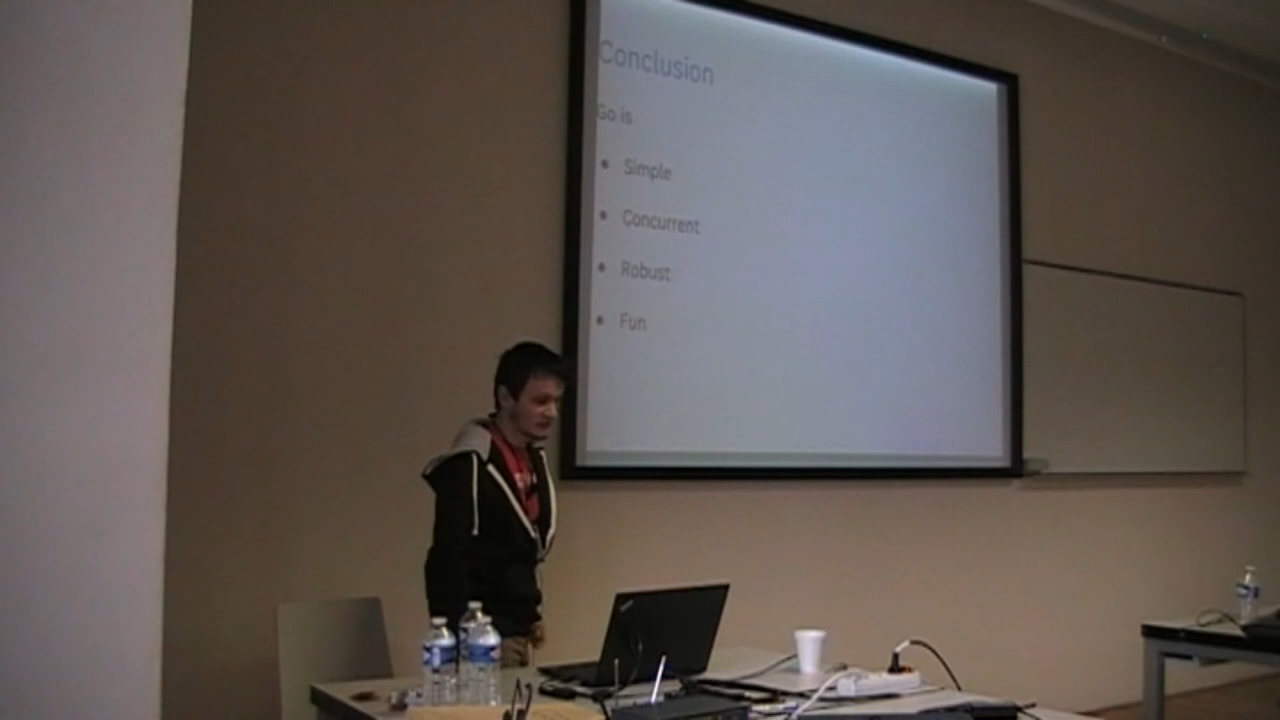 Conclusion
Go is
• Simple
• Concurrent
• Robust
• Fun